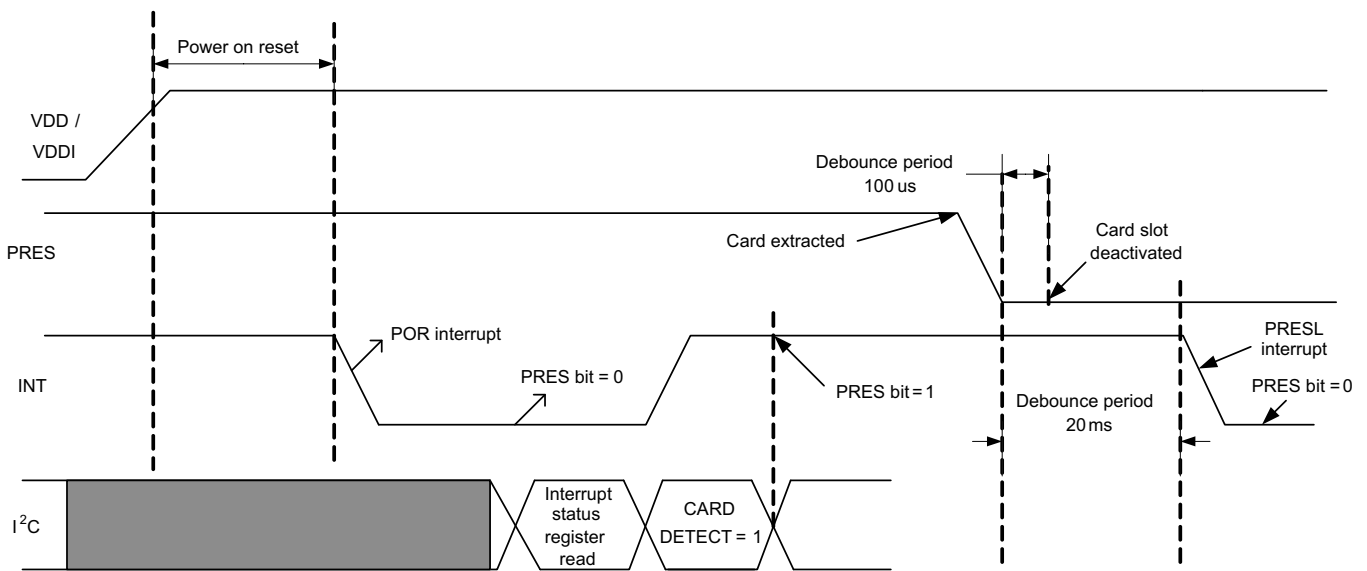 Power on reset
VDD /
VDDI
Debounce period
100 us
Card extracted
Card slot
deactivated
PRES
POR interrupt
PRESL
interrupt
INT
PRES bit = 0
PRES bit = 1
PRES bit = 0
Debounce period
20 ms
I²C
Interrupt
status
register
read
CARD
DETECT = 1